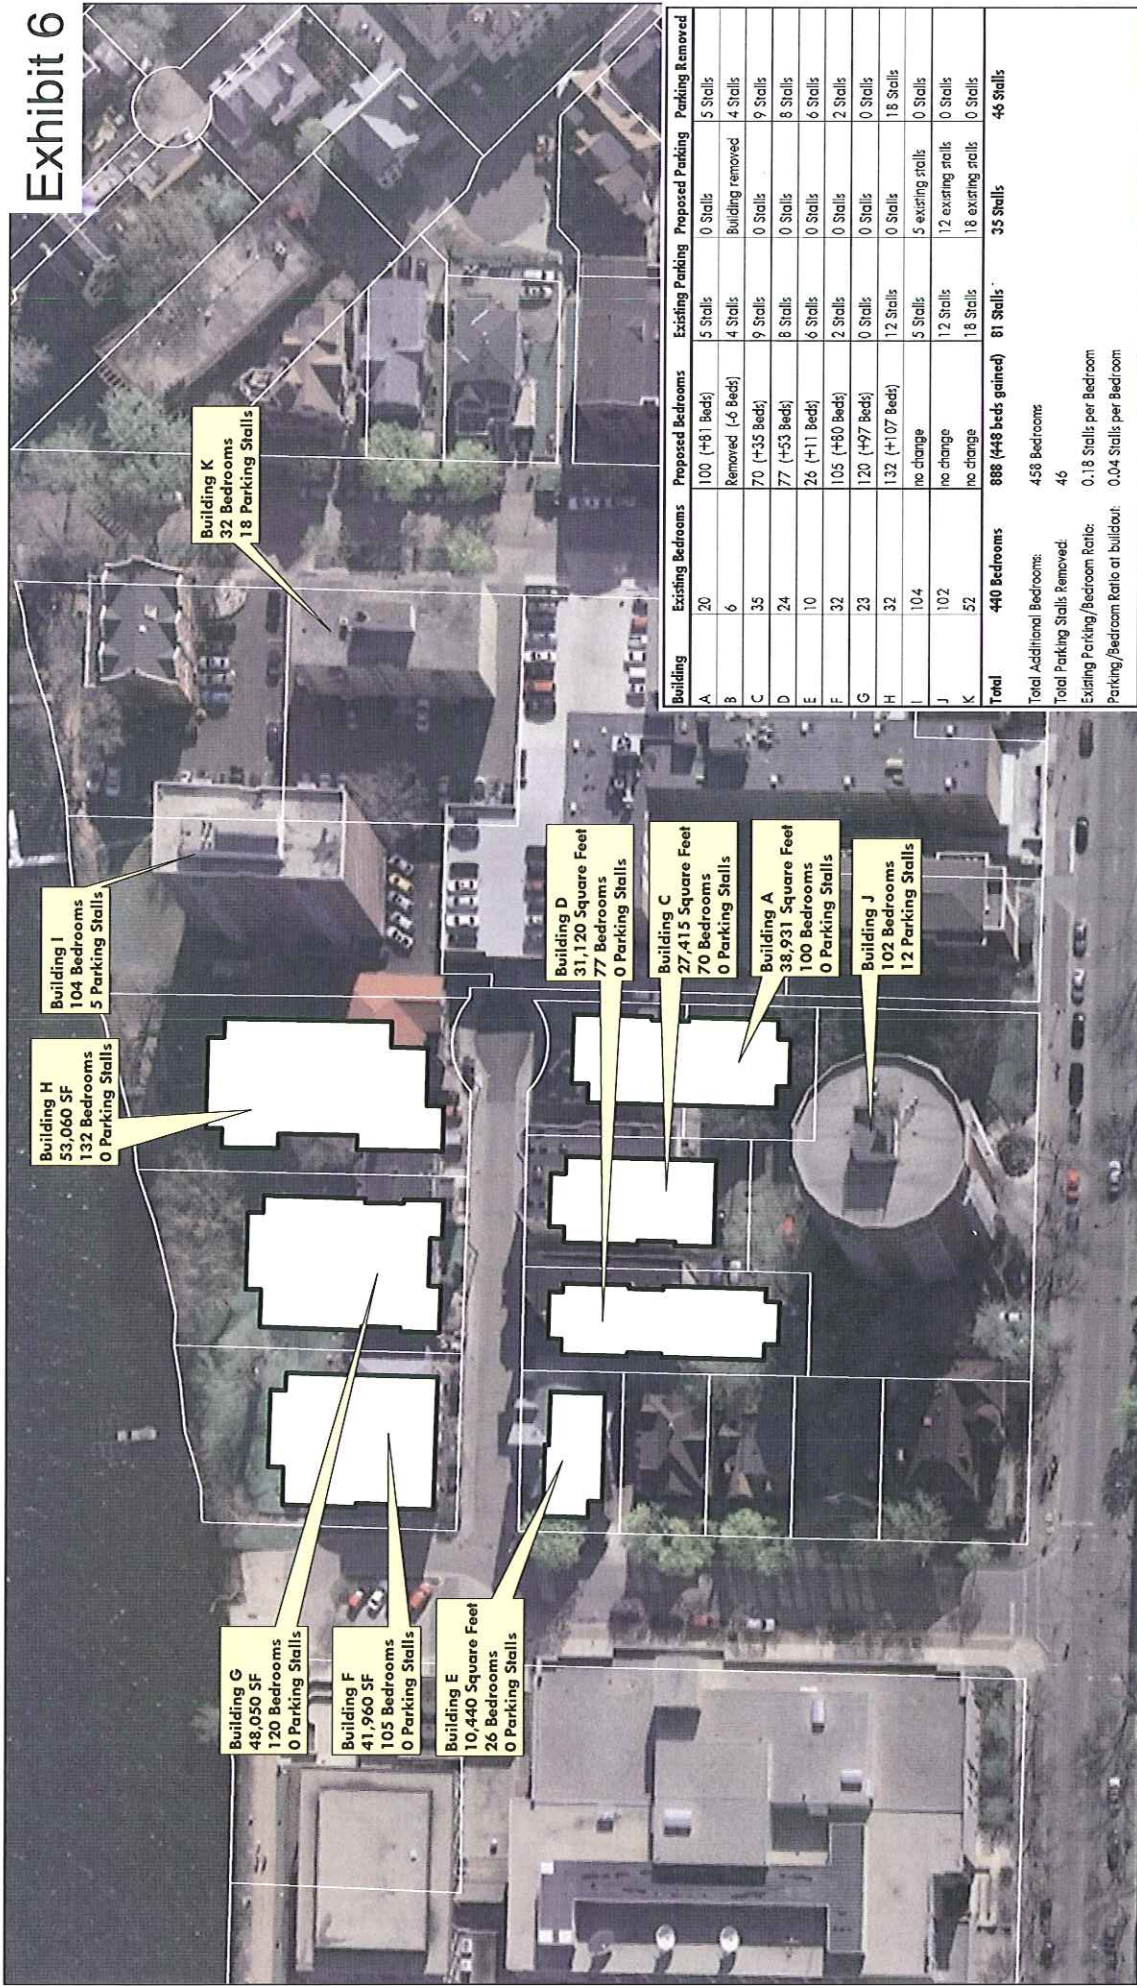 Exhibit 6
Building K
32 Bedrooms
18 Parking Stalls
Building I
104 Bedrooms
5 Parking Stalls
Building H
53,060 SF
132 Bedrooms
0 Parking Stalls
Building G
48,050 SF
120 Bedrooms
0 Parking Stalls
Building F
41,960 SF
105 Bedrooms
0 Parking Stalls
Building E
10,440 Square Feet
26 Bedrooms
0 Parking Stalls
Building D
31,120 Square Feet
77 Bedrooms
0 Parking Stalls
Building C
27,415 Square Feet
70 Bedrooms
0 Parking Stalls
Building A
38,931 Square Feet
100 Bedrooms
0 Parking Stalls
Building J
102 Bedrooms
12 Parking Stalls
Building Existing Bedrooms Proposed Bedrooms Existing Parking Proposed Parking Parking Removed
A 20 100 (+81 Beds) 5 Stalls 0 Stalls 5 Stalls
B 6 Removed (-6 Beds) 4 Stalls Building removed 4 Stalls
C 35 70 (+35 Beds) 9 Stalls 0 Stalls 9 Stalls
D 24 77 (+53 Beds) 8 Stalls 0 Stalls 8 Stalls
E 10 26 (+11 Beds) 6 Stalls 0 Stalls 6 Stalls
F 32 105 (+80 Beds) 2 Stalls 0 Stalls 2 Stalls
G 23 120 (+97 Beds) 0 Stalls 0 Stalls 0 Stalls
H 32 132 (+107 Beds) 12 Stalls 0 Stalls 18 Stalls
I 104 no change 5 Stalls 5 existing stalls 0 Stalls
J 102 no change 12 Stalls 12 existing stalls 0 Stalls
K 52 no change 18 Stalls 18 existing stalls 0 Stalls
Total 440 Bedrooms 888 (448 beds gained) 81 Stalls 35 Stalls 46 Stalls
Total Additional Bedrooms: 458 Bedrooms
Total Parking Stalls Removed: 46
Existing Parking/Bedroom Ratio: 0.18 Stalls per Bedroom
Parking/Bedroom Ratio at buildout: 0.04 Stalls per Bedroom